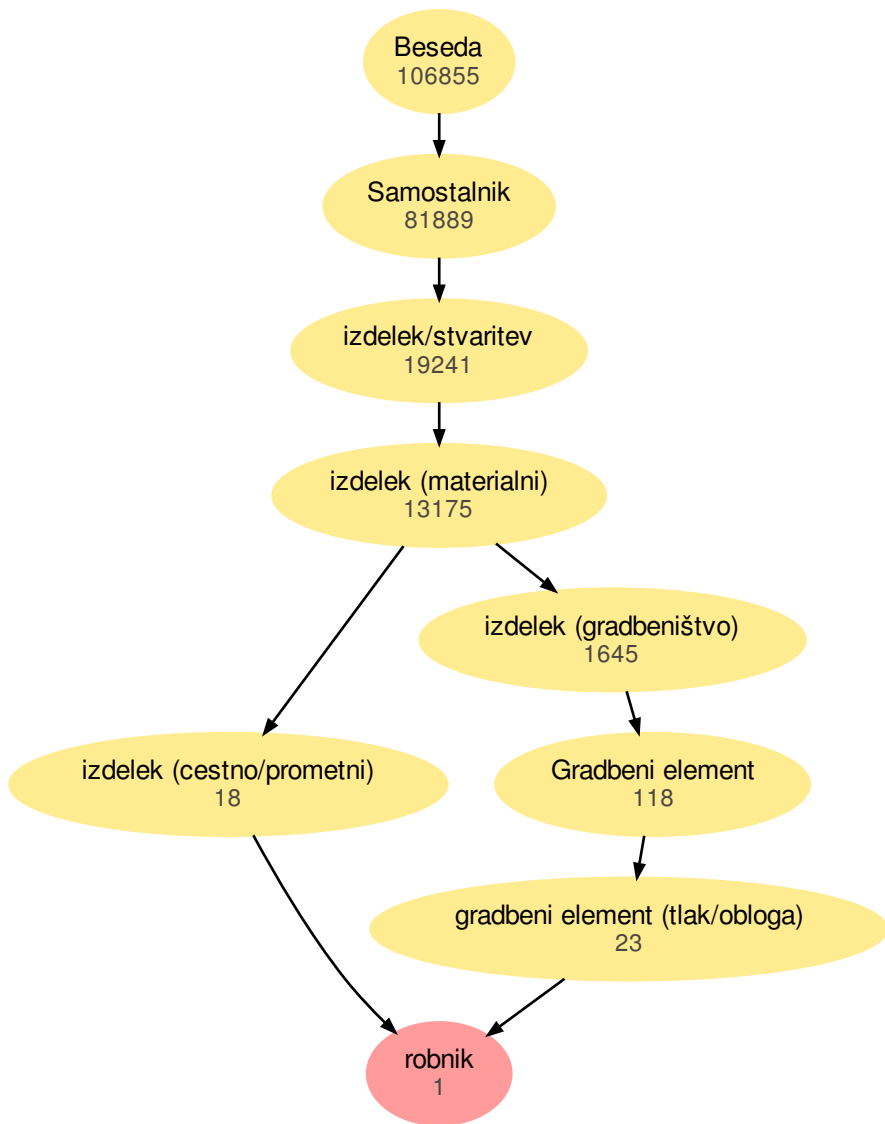 Beseda
106855
Samostalnik
81889
izdelek/stvaritev
19241
izdelek (materialni)
13175
izdelek (gradbeništvo)
1645
izdelek (cestno/prometni)
18
Gradbeni element
118
gradbeni element (tlak/obloga)
23
robnik
1